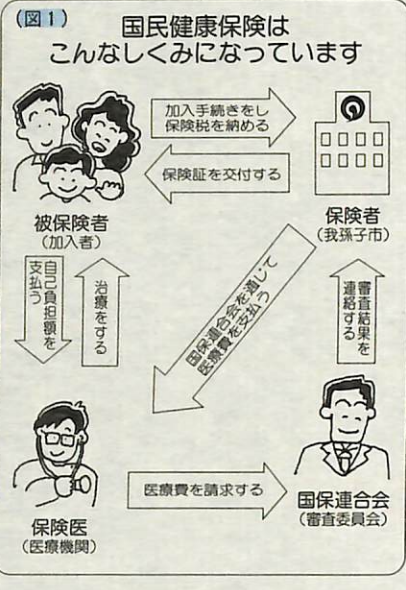 (図1)
国民健康保険は
こんなしくみになっています
加入手続きをし
保険税を納める
保険証を交付する
被保険者
(加入者)
保険者
(我孫子市)
自己負担額を
支払う
治療をする
国保連合会を通じて
医療費を支払う
審査結果を
連絡する
保険医
(医療機関)
医療費を請求する
国保連合会
(審査委員会)